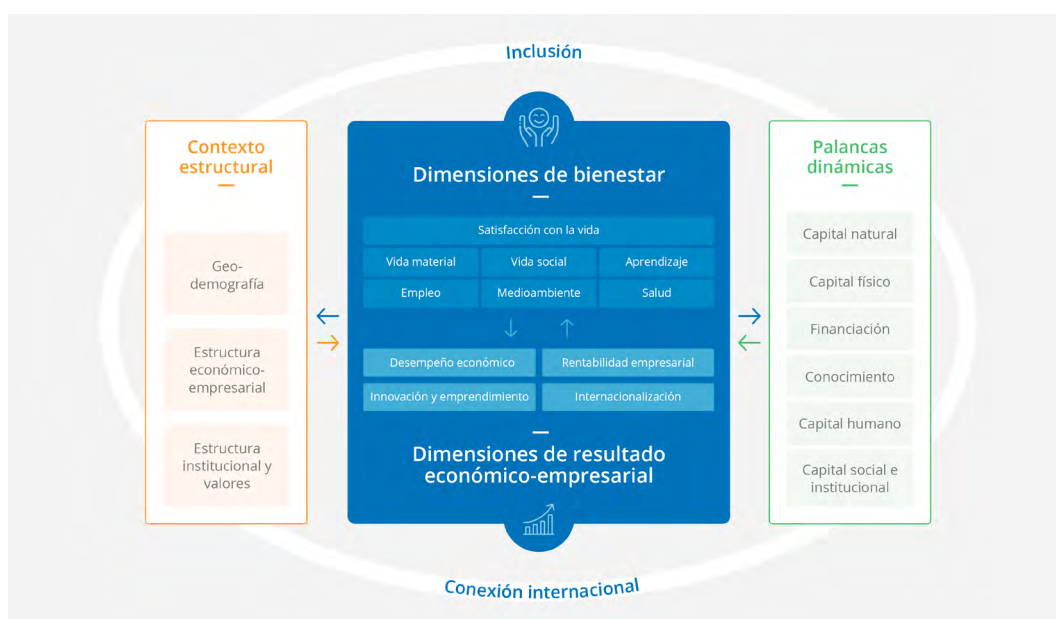 Inclusión
Contexto
estructural
Geo-
demografía
Estructura
económico-
empresarial
Estructura
institucional y
valores
Dimensiones de bienestar
Satisfacción con la vida
Vida material
Vida social
Aprendizaje
Empleo
Medioambiente
Salud
Desempeño económico
Rentabilidad empresarial
Innovación y emprendimiento
Internacionalización
Dimensiones de resultado
económico-empresarial
Palancas
dinámicas
Capital natural
Capital físico
Financiación
Conocimiento
Capital humano
Capital social e
institucional
Conexión internacional